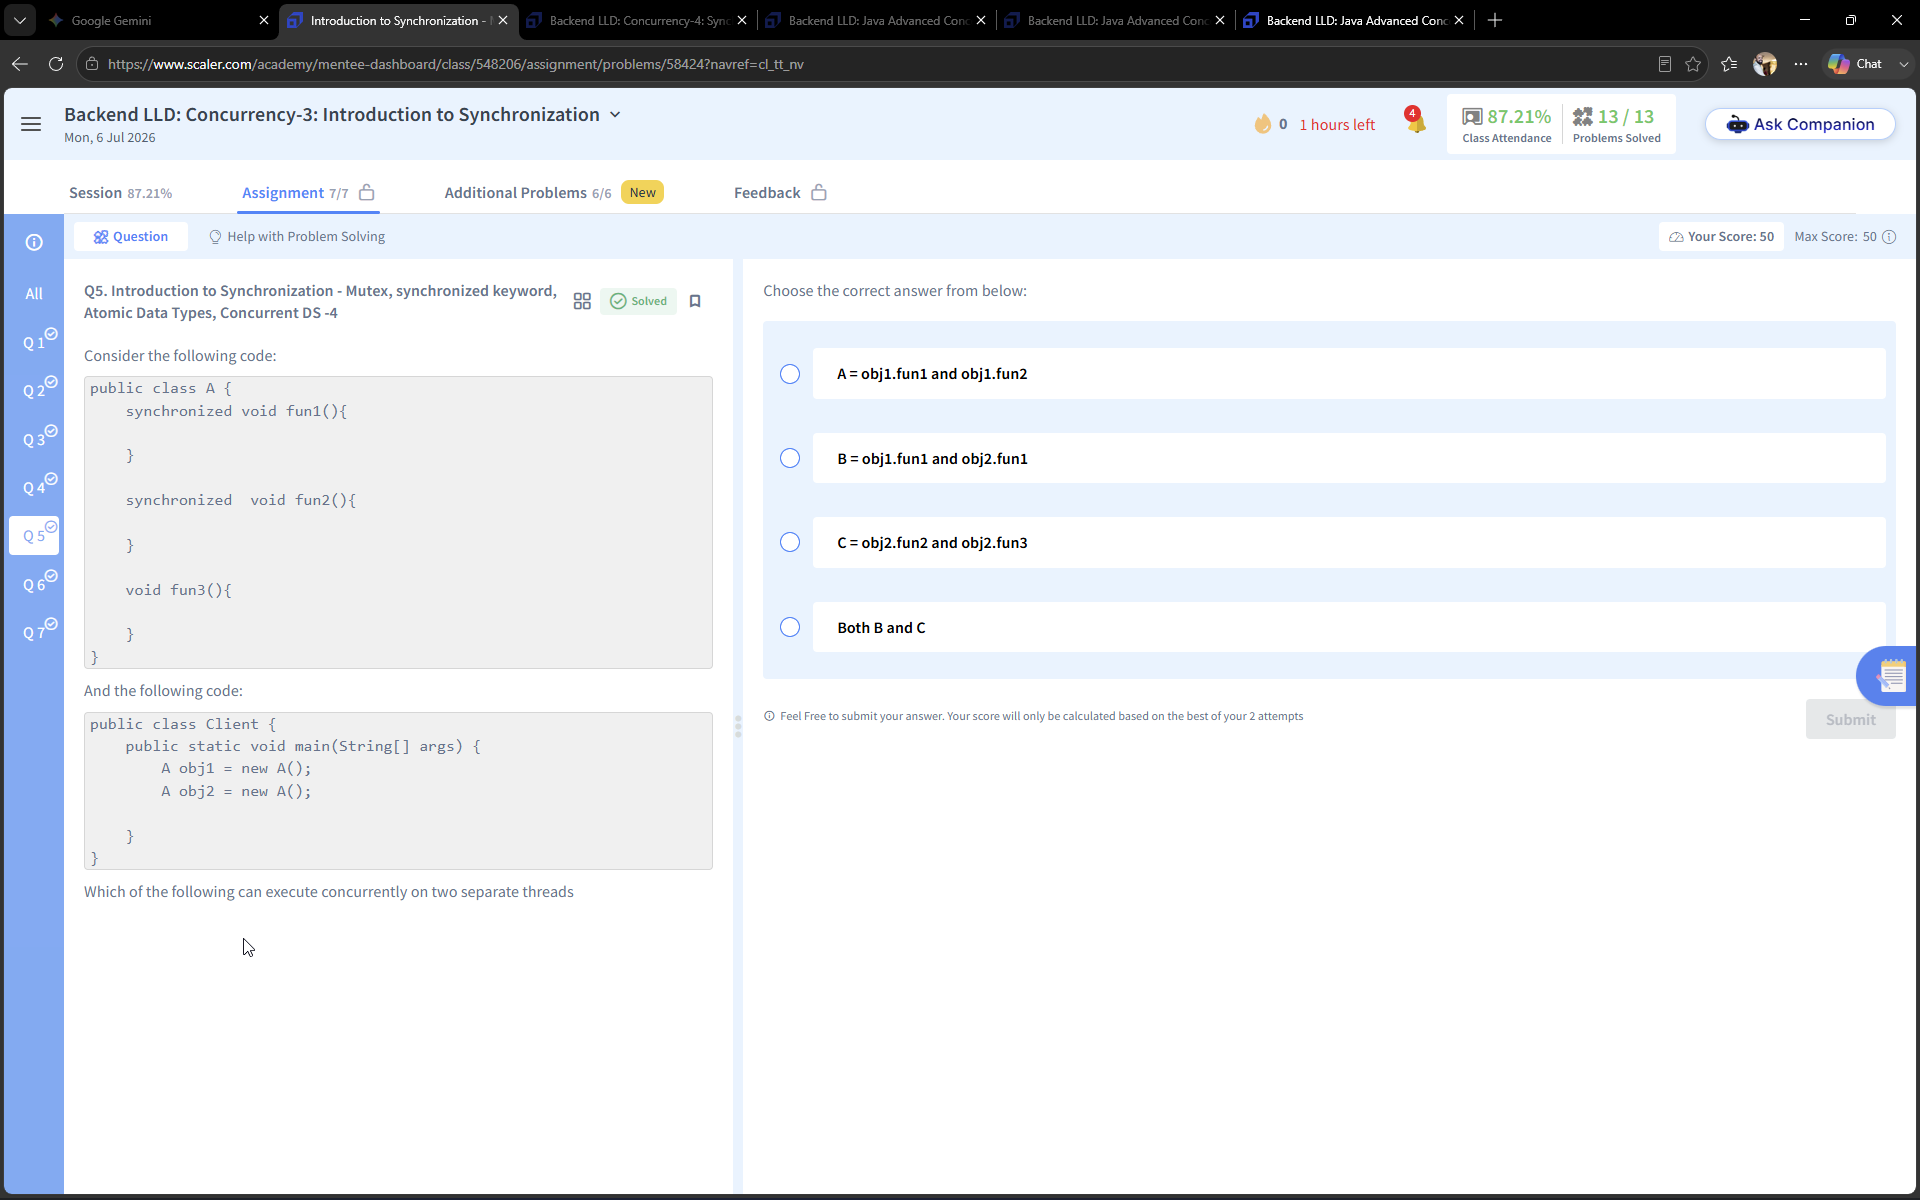 Google Gemini
Introduction to Synchronization -
Backend LLD: Concurrency-4: Sync
Backend LLD: Java Advanced Conc
Backend LLD: Java Advanced Conc
Backend LLD: Java Advanced Conc
https://www.scaler.com/academy/mentee-dashboard/class/548206/assignment/problems/58424?navref=cl_tt_nv
Chat
Backend LLD: Concurrency-3: Introduction to Synchronization
Mon, 6 Jul 2026
0 1 hours left
4
87.21%
Class Attendance
13 / 13
Problems Solved
Ask Companion
Session 87.21%
Assignment 7/7
Additional Problems 6/6 New
Feedback
Question
Help with Problem Solving
Your Score: 50
Max Score: 50
All
Q 1
Q 2
Q 3
Q 4
Q 5
Q 6
Q 7
Q5. Introduction to Synchronization - Mutex, synchronized keyword,
Atomic Data Types, Concurrent DS -4
Solved
Consider the following code:
public class A {
synchronized void fun1(){
}
synchronized  void fun2(){
}
void fun3(){
}
}
And the following code:
public class Client {
public static void main(String[] args) {
A obj1 = new A();
A obj2 = new A();
}
}
Which of the following can execute concurrently on two separate threads
Choose the correct answer from below:
A = obj1.fun1 and obj1.fun2
B = obj1.fun1 and obj2.fun1
C = obj2.fun2 and obj2.fun3
Both B and C
Feel Free to submit your answer. Your score will only be calculated based on the best of your 2 attempts
Submit